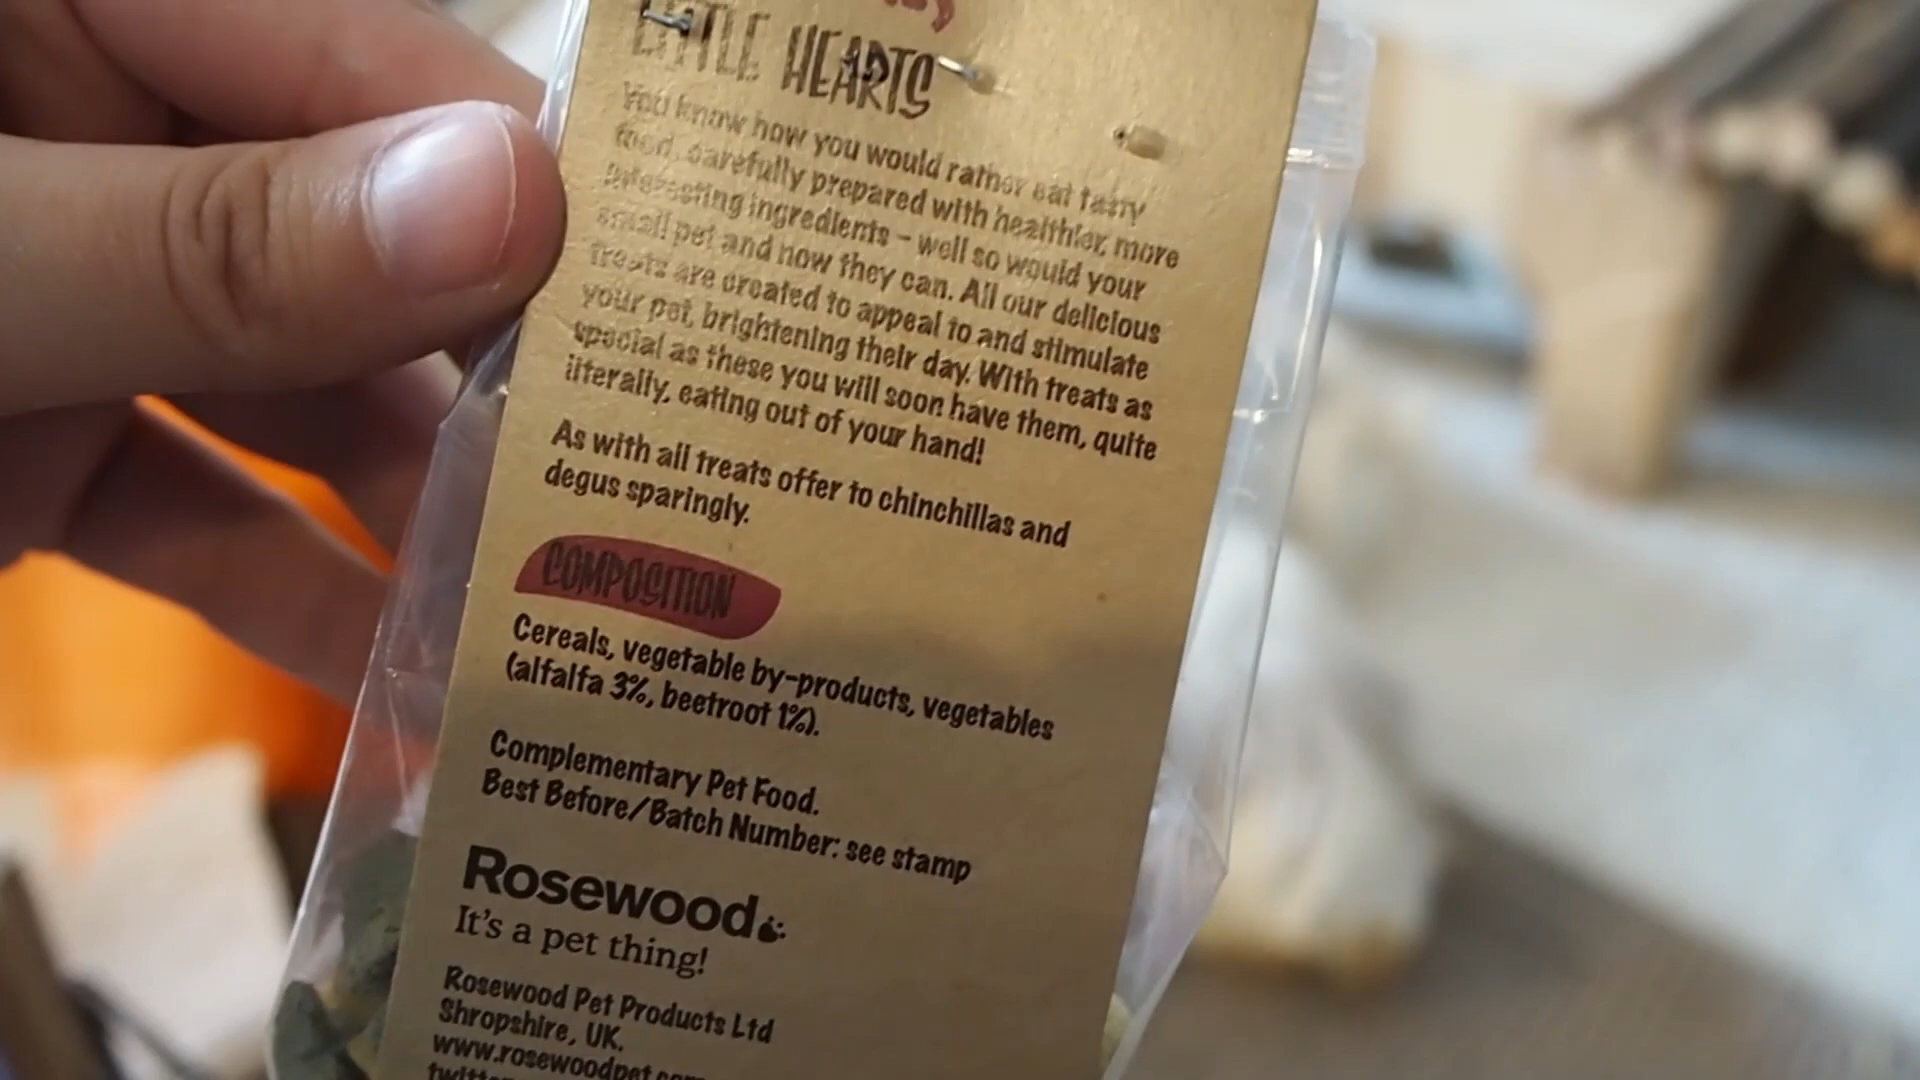 LITTLE HEARTS
You know how you would rather eat tasty
food, carefully prepared with healthier, more
interesting ingredients – well so would your
small pet and now they can. All our delicious
treats are created to appeal to and stimulate
your pet, brightening their day. With treats as
special as these you will soon have them, quite
literally, eating out of your hand!
As with all treats offer to chinchillas and
degus sparingly.
COMPOSITION
Cereals, vegetable by-products, vegetables
(alfalfa 3%, beetroot 1%).
Complementary Pet Food.
Best Before/Batch Number: see stamp
Rosewood
It's a pet thing!
Rosewood Pet Products Ltd
Shropshire, UK.
www.rosewoodpet.com